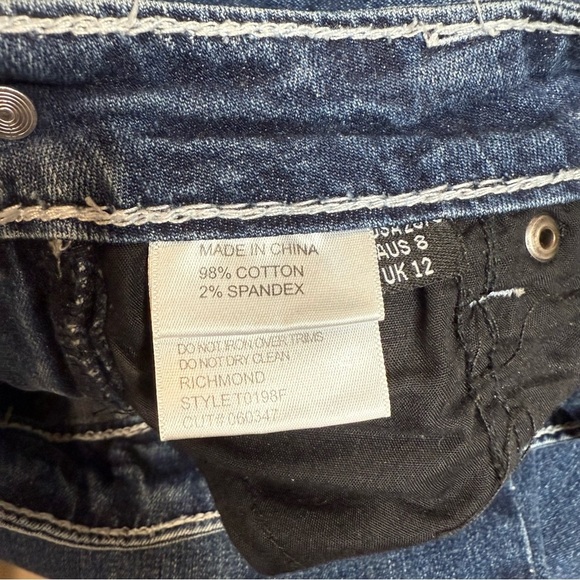 MADE IN CHINA
98% COTTON
2% SPANDEX
DO NOT IRON OVER TRIMS
DO NOT DRY CLEAN
RICHMOND
STYLE T0198F
CUT# 060347
AUS 8
UK 12